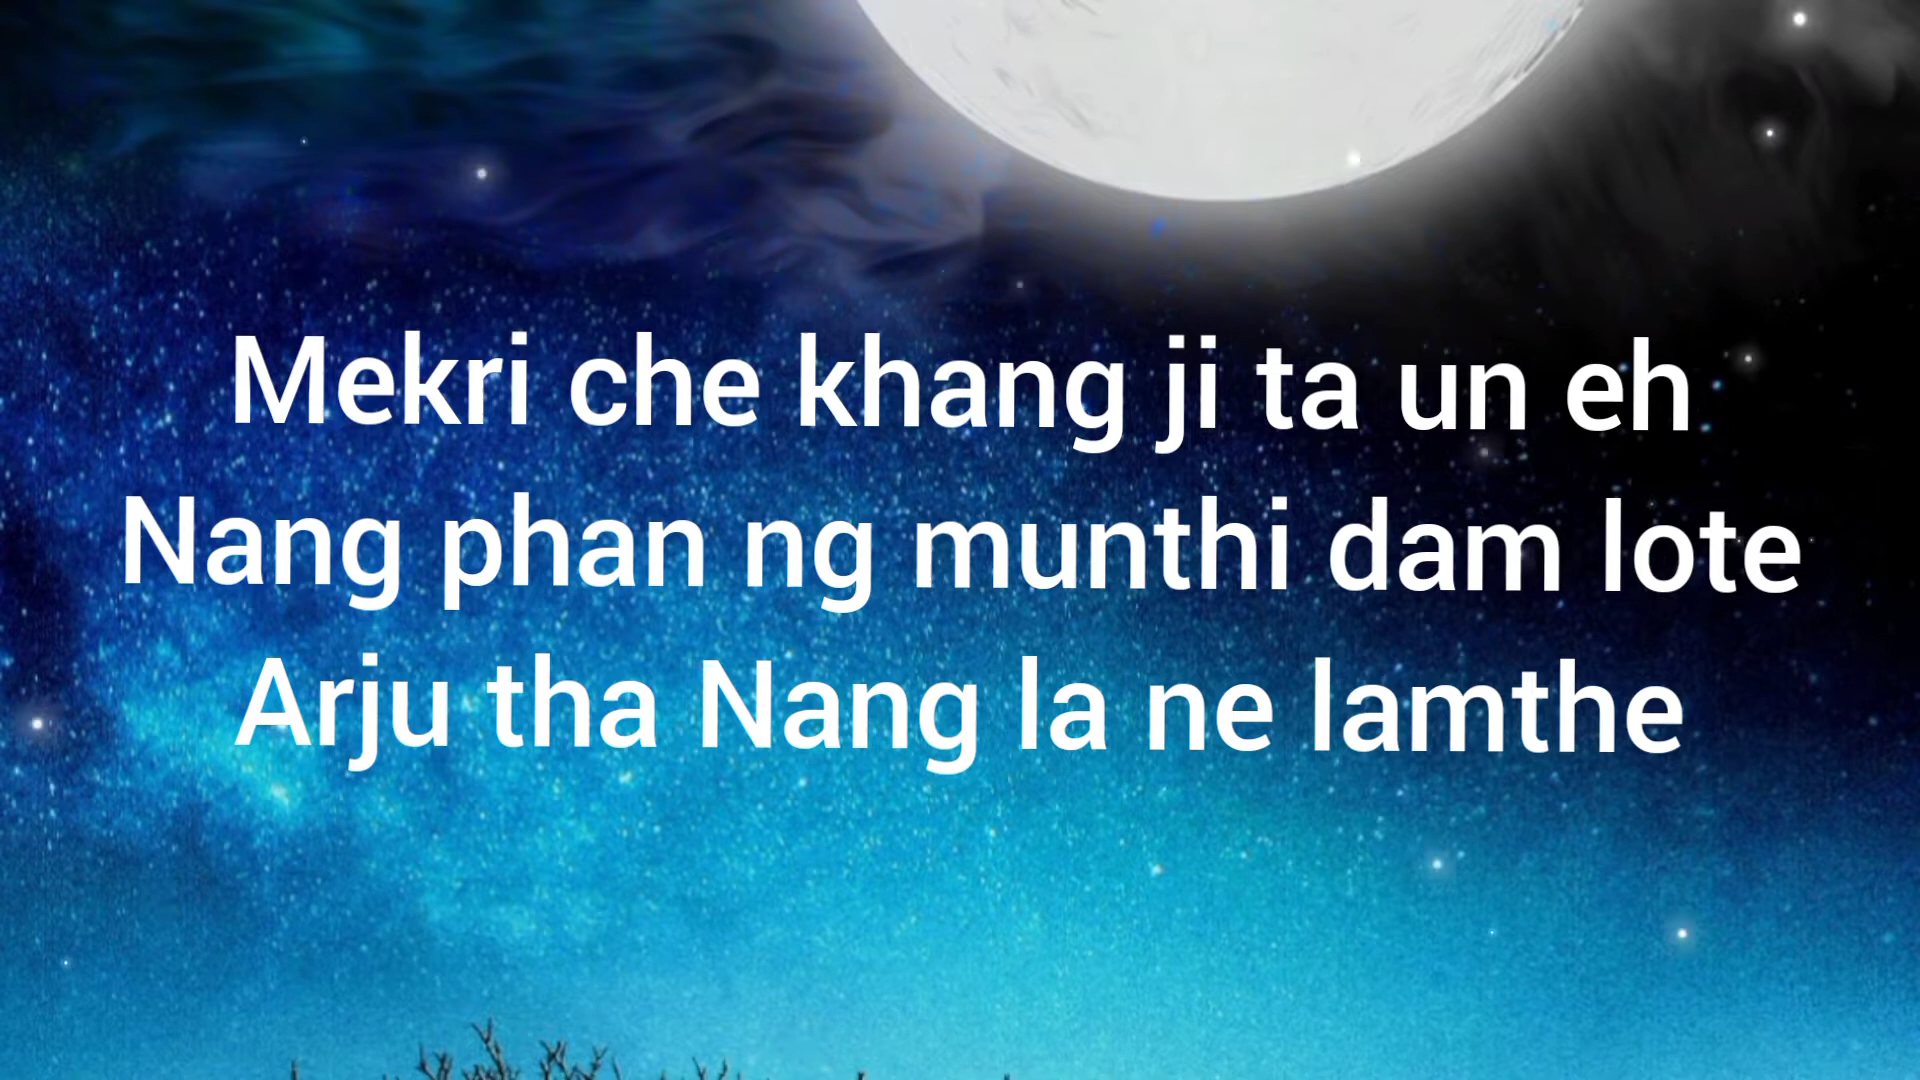 Mekri che khang ji ta un eh
Nang phan ng munthi dam lote
Arju tha Nang la ne lamthe